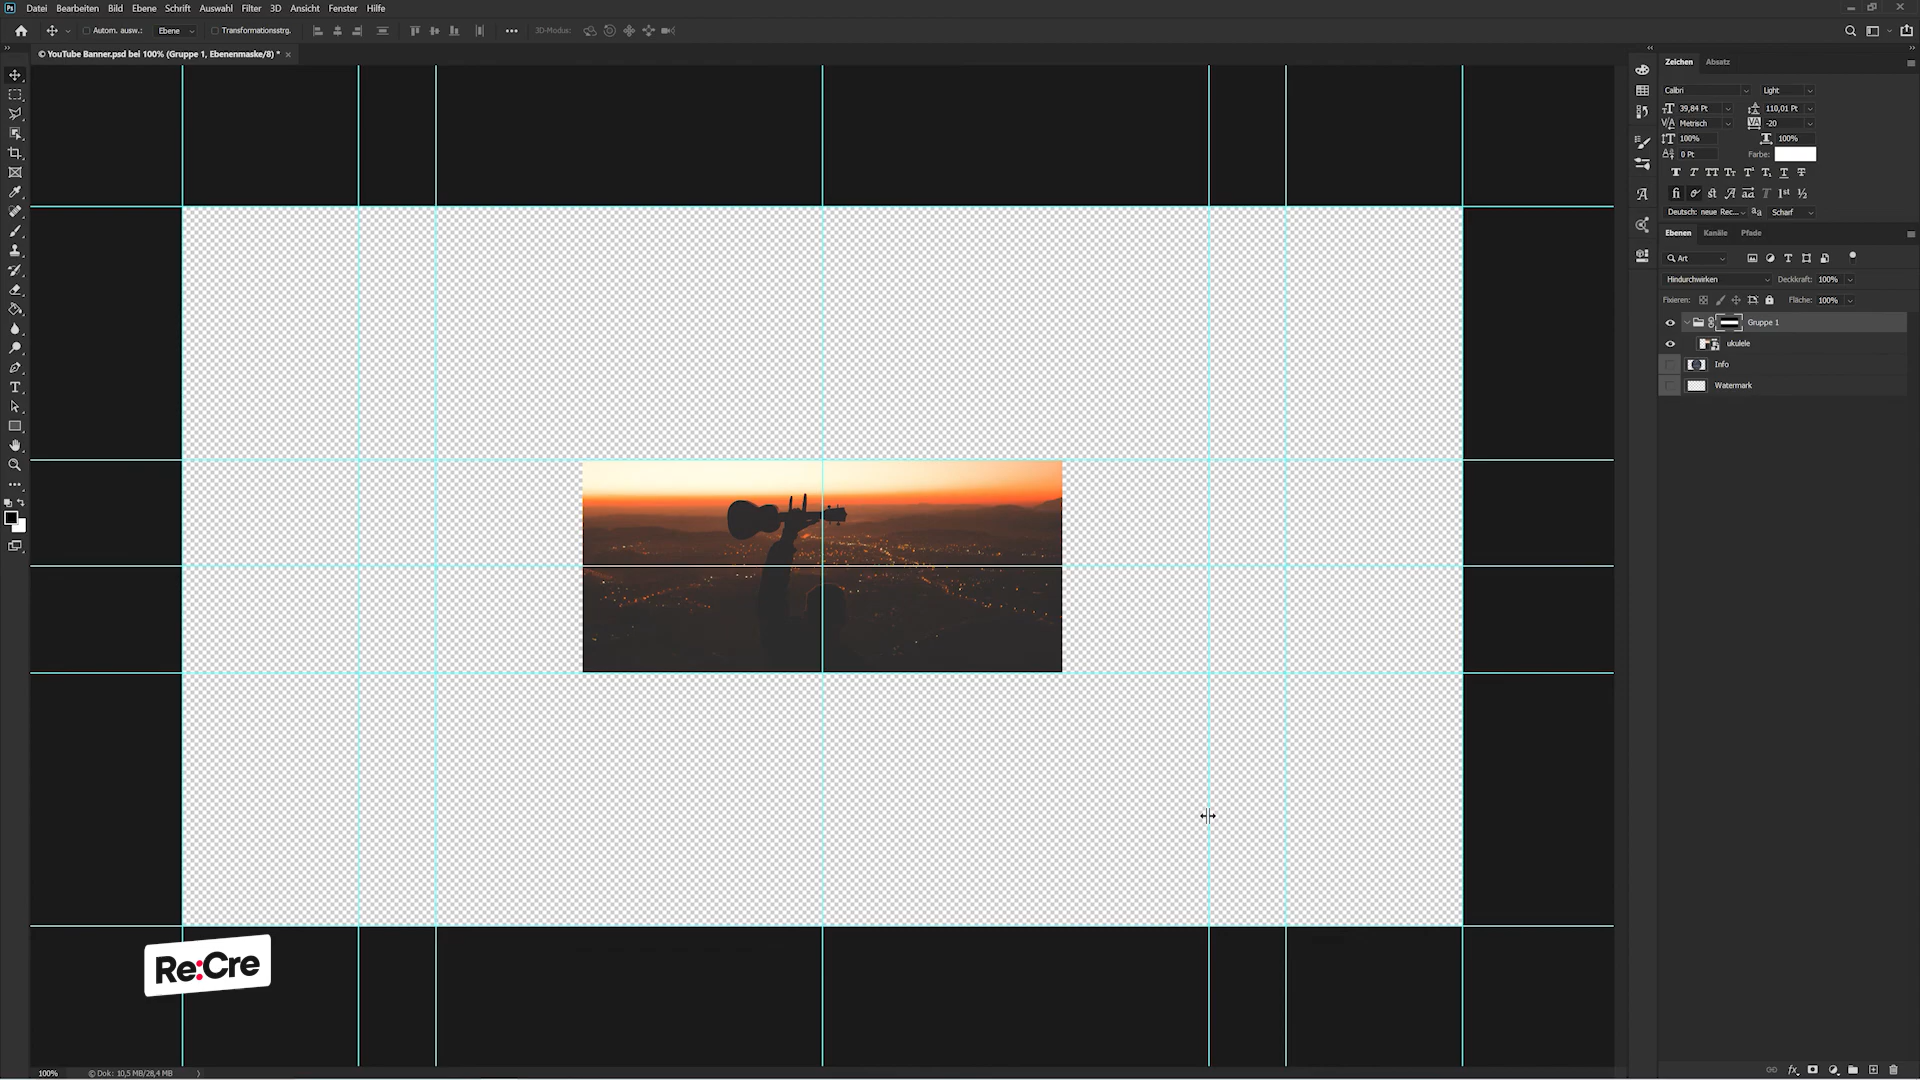 Ps Datei Bearbeiten Bild Ebene Schrift Auswahl Filter 3D Ansicht Fenster Hilfe
Autom. ausw.: Ebene Transformationsstrg. 3D-Modus:
© YouTube Banner.psd bei 100% (Gruppe 1, Ebenenmaske/8) * ×
Zeichen Absatz
Calibri Light
39,84 Pt 110,01 Pt
Metrisch -20
100% 100%
0 Pt Farbe:
Deutsch: neue Rec... aa Scharf
Ebenen Kanäle Pfade
Art
Hindurchwirken Deckkraft: 100%
Fixieren: Fläche: 100%
Gruppe 1
ukulele
Info
Watermark
Re:Cre
100% © Dok: 10,5 MB/28,4 MB